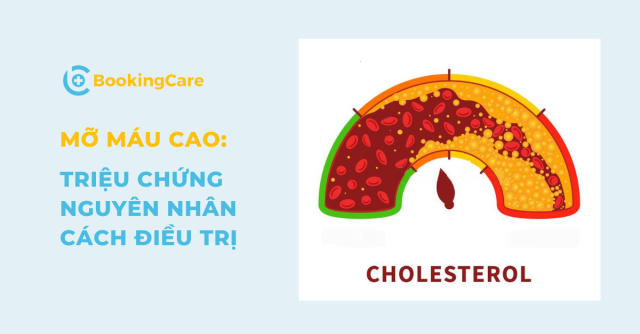 BookingCare
MỠ MÁU CAO:
TRIỆU CHỨNG
NGUYÊN NHÂN
CÁCH ĐIỀU TRỊ
CHOLESTEROL